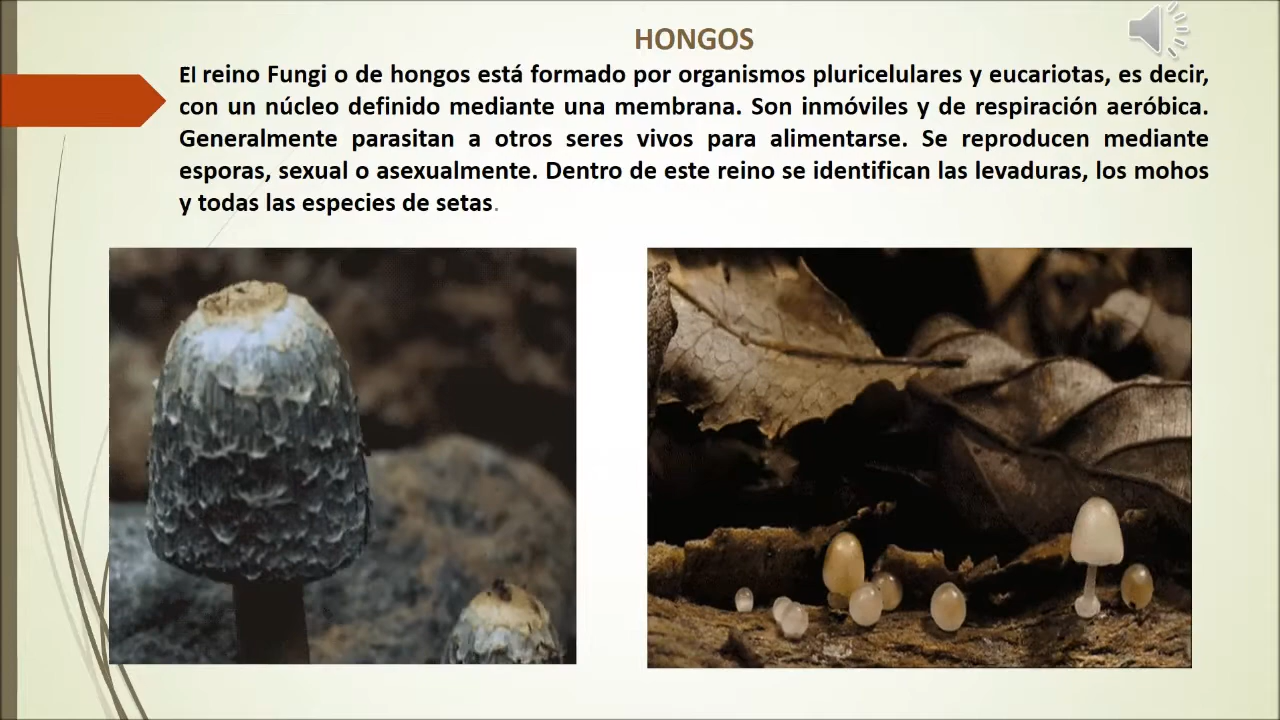 HONGOS
El reino Fungi o de hongos está formado por organismos pluricelulares y eucariotas, es decir,
con un núcleo definido mediante una membrana. Son inmóviles y de respiración aeróbica.
Generalmente parasitan a otros seres vivos para alimentarse. Se reproducen mediante
esporas, sexual o asexualmente. Dentro de este reino se identifican las levaduras, los mohos
y todas las especies de setas.